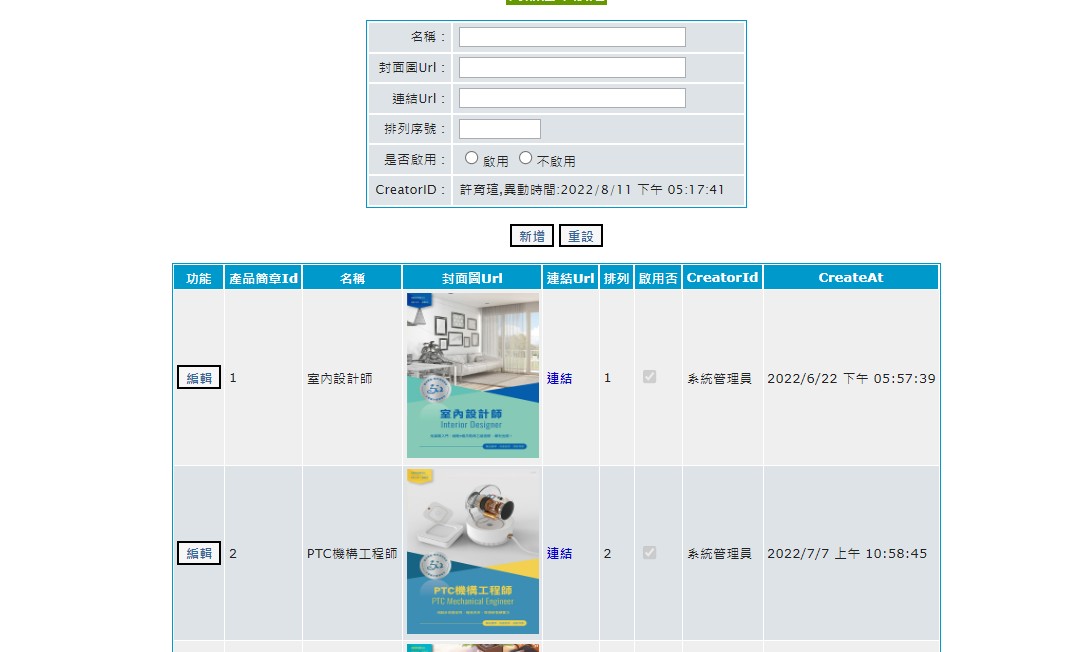 名稱：
封面圖Url：
連結Url：
排列序號：
是否啟用： 啟用 不啟用
CreatorID： 許育瑄,異動時間:2022/8/11 下午 05:17:41
新增 重設
功能 產品簡章Id 名稱 封面圖Url 連結Url 排列 啟用否 CreatorId CreateAt
編輯 1 室內設計師 連結 1 系統管理員 2022/6/22 下午 05:57:39
室內設計師
Interior Designer
編輯 2 PTC機構工程師 連結 2 系統管理員 2022/7/7 上午 10:58:45
PTC機構工程師
PTC Mechanical Engineer